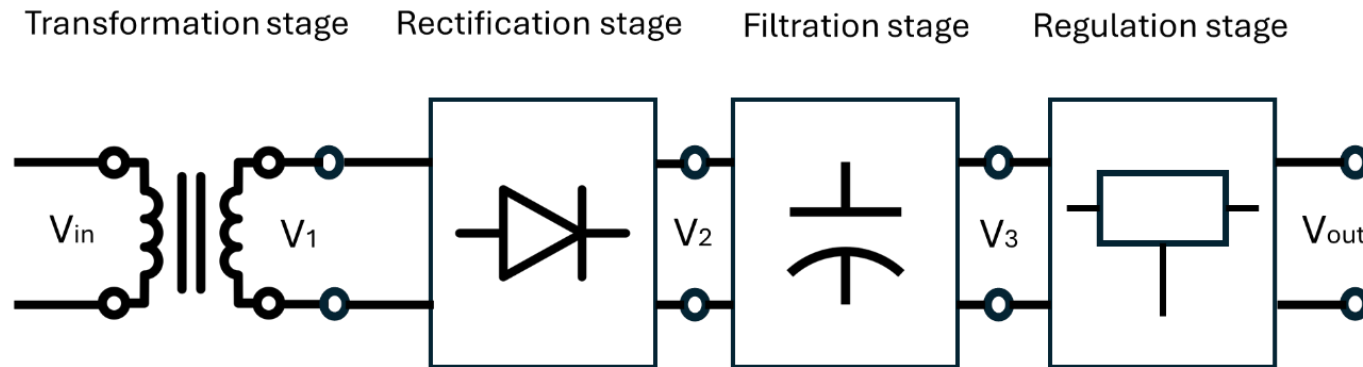 Transformation stage Rectification stage Filtration stage Regulation stage
Vin V1 V2 V3 Vout